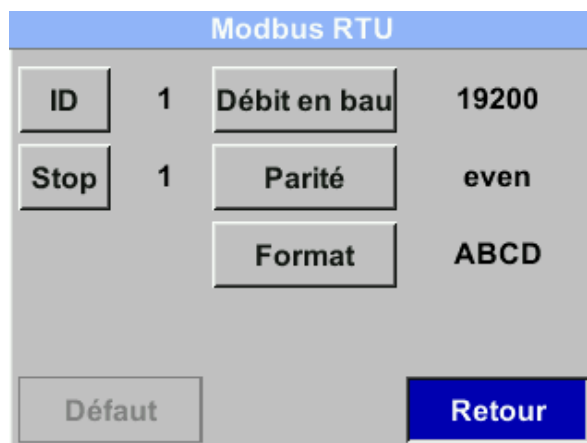 Modbus RTU
ID 1 Débit en bau 19200
Stop 1 Parité even
Format ABCD
Défaut Retour